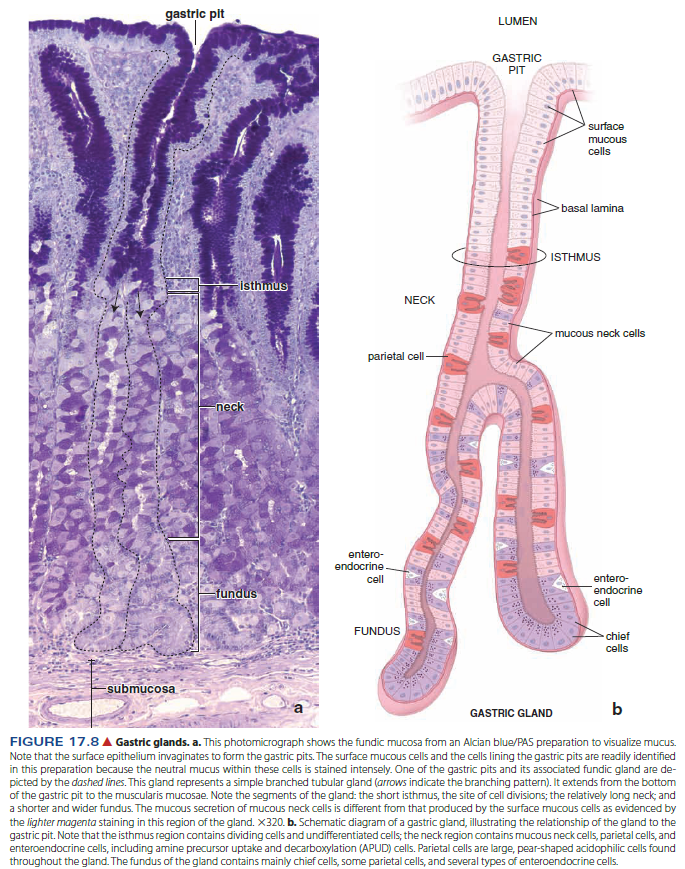 gastric pit
isthmus
neck
fundus
submucosa
a
LUMEN
GASTRIC
PIT
surface
mucous
cells
basal lamina
ISTHMUS
NECK
mucous neck cells
parietal cell
entero-
endocrine
cell
entero-
endocrine
cell
FUNDUS
chief
cells
GASTRIC GLAND
b
FIGURE 17.8 ▲ Gastric glands. a. This photomicrograph shows the fundic mucosa from an Alcian blue/PAS preparation to visualize mucus.
Note that the surface epithelium invaginates to form the gastric pits. The surface mucous cells and the cells lining the gastric pits are readily identified
in this preparation because the neutral mucus within these cells is stained intensely. One of the gastric pits and its associated fundic gland are de-
picted by the dashed lines. This gland represents a simple branched tubular gland (arrows indicate the branching pattern). It extends from the bottom
of the gastric pit to the muscularis mucosae. Note the segments of the gland: the short isthmus, the site of cell divisions; the relatively long neck; and
a shorter and wider fundus. The mucous secretion of mucous neck cells is different from that produced by the surface mucous cells as evidenced by
the lighter magenta staining in this region of the gland. ×320. b. Schematic diagram of a gastric gland, illustrating the relationship of the gland to the
gastric pit. Note that the isthmus region contains dividing cells and undifferentiated cells; the neck region contains mucous neck cells, parietal cells, and
enteroendocrine cells, including amine precursor uptake and decarboxylation (APUD) cells. Parietal cells are large, pear-shaped acidophilic cells found
throughout the gland. The fundus of the gland contains mainly chief cells, some parietal cells, and several types of enteroendocrine cells.